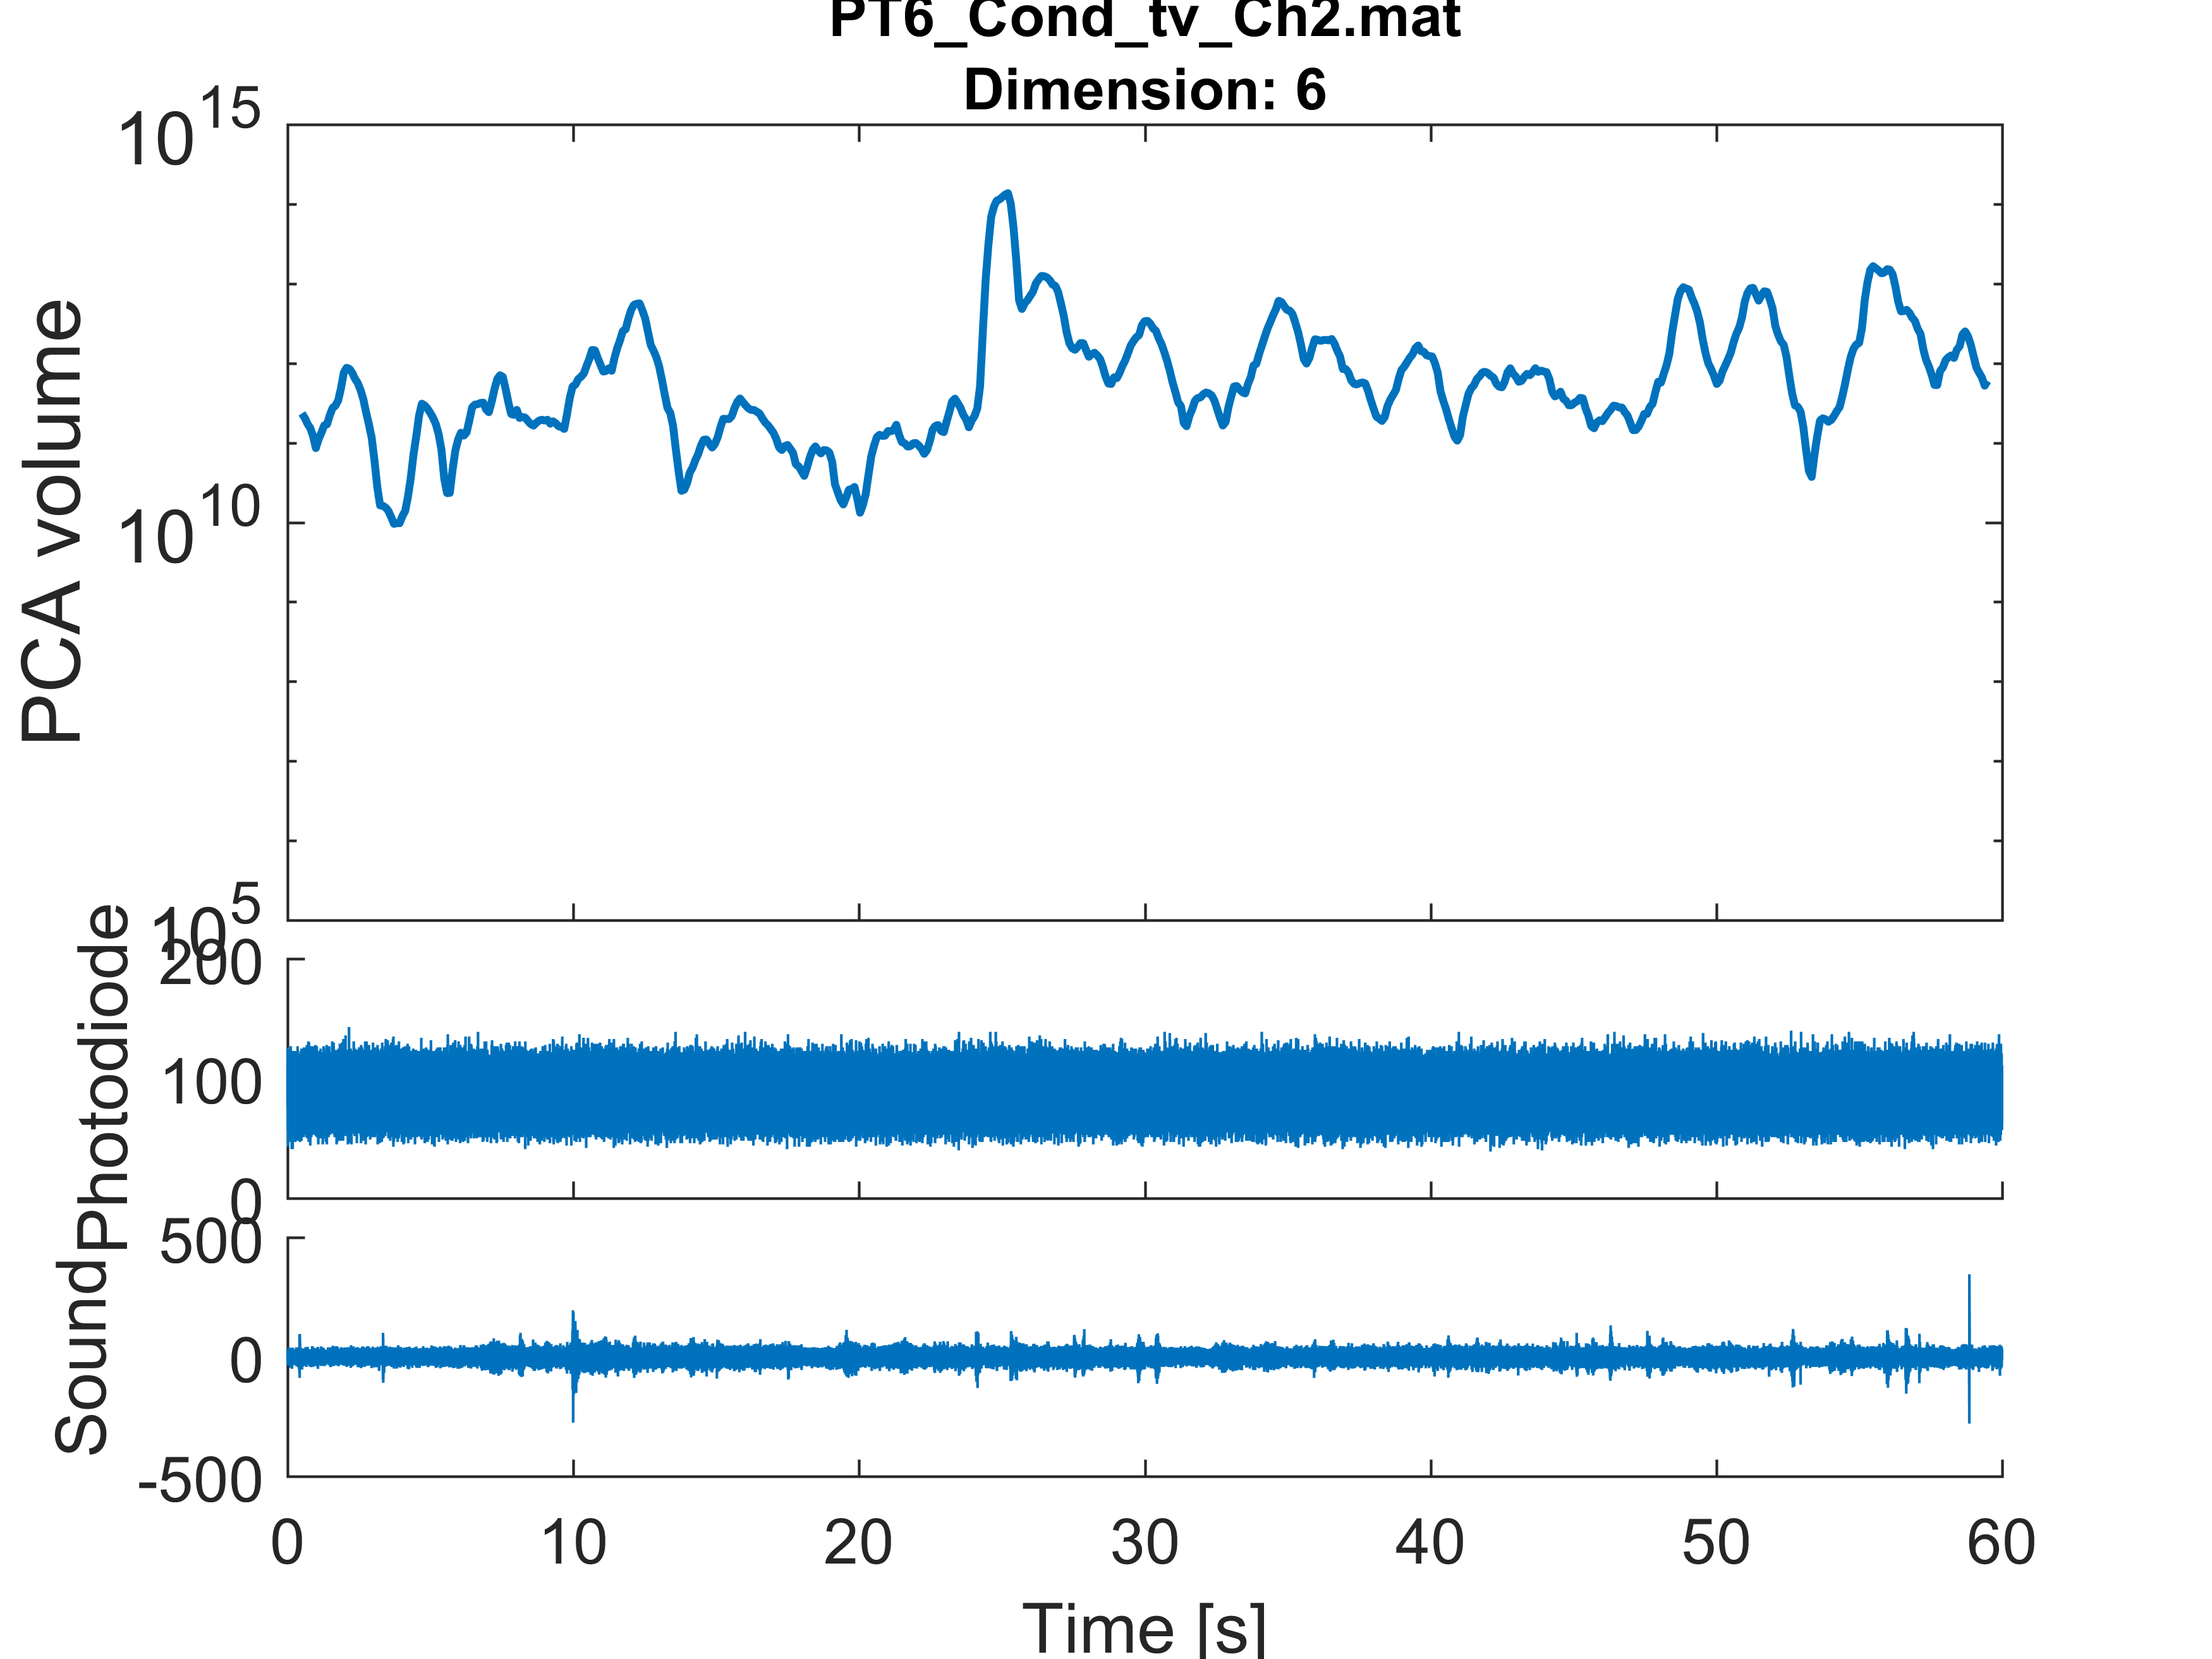 PT6_Cond_tv_Ch2.mat
Dimension: 6
PCA volume
10^15
10^10
10^5
Photodiode
200
100
0
Sound
500
0
-500
0 10 20 30 40 50 60
Time [s]